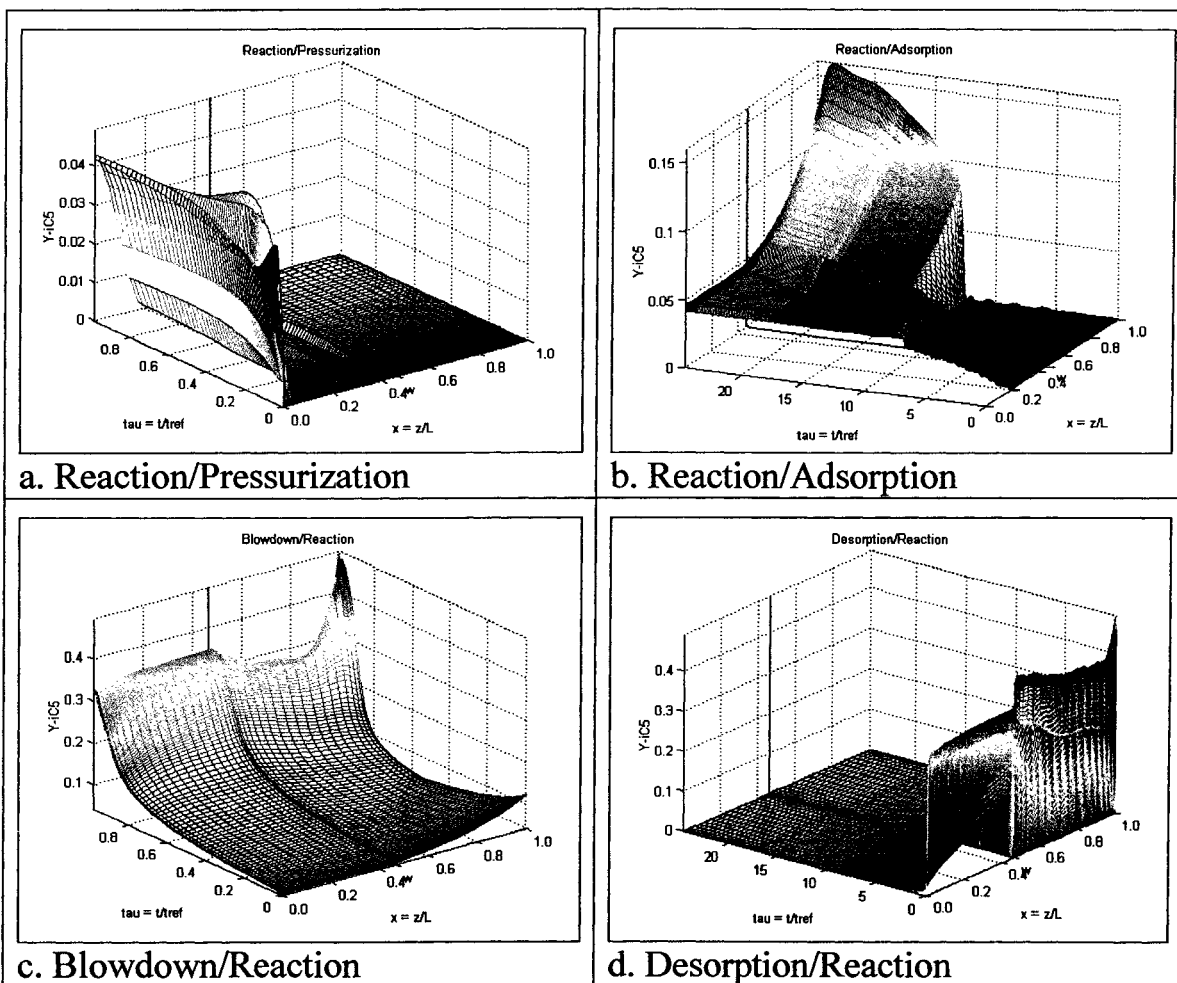 Reaction/Pressurization
Y-iC5
0.04
0.03
0.02
0.01
0
0.8
0.6
0.4
0.2
0
0.0
0.2
0.4
w
0.6
0.8
1.0
tau = t/tref
x = z/L
a. Reaction/Pressurization
Reaction/Adsorption
Y-iC5
0.15
0.1
0.05
0
20
15
10
5
0
0.0
0.2
0.4
w
0.6
0.8
1.0
tau = t/tref
x = z/L
b. Reaction/Adsorption
Blowdown/Reaction
Y-iC5
0.4
0.3
0.2
0.1
0.8
0.6
0.4
0.2
0
0.0
0.2
0.4
w
0.6
0.8
1.0
tau = t/tref
x = z/L
c. Blowdown/Reaction
Desorption/Reaction
Y-iC5
0.4
0.3
0.2
0.1
0
20
15
10
5
0
0.0
0.2
0.4
w
0.6
0.8
1.0
tau = t/tref
x = z/L
d. Desorption/Reaction